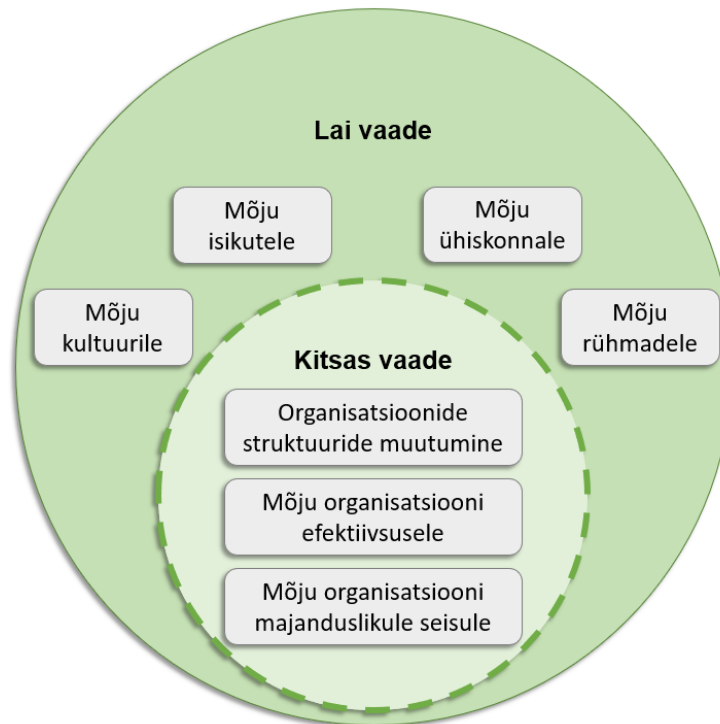 Lai vaade
Mõju
isikutele
Mõju
ühiskonnale
Mõju
kultuurile
Mõju
rühmadele
Kitsas vaade
Organisatsioonide
struktuuride muutumine
Mõju organisatsiooni
efektiivsusele
Mõju organisatsiooni
majanduslikule seisule